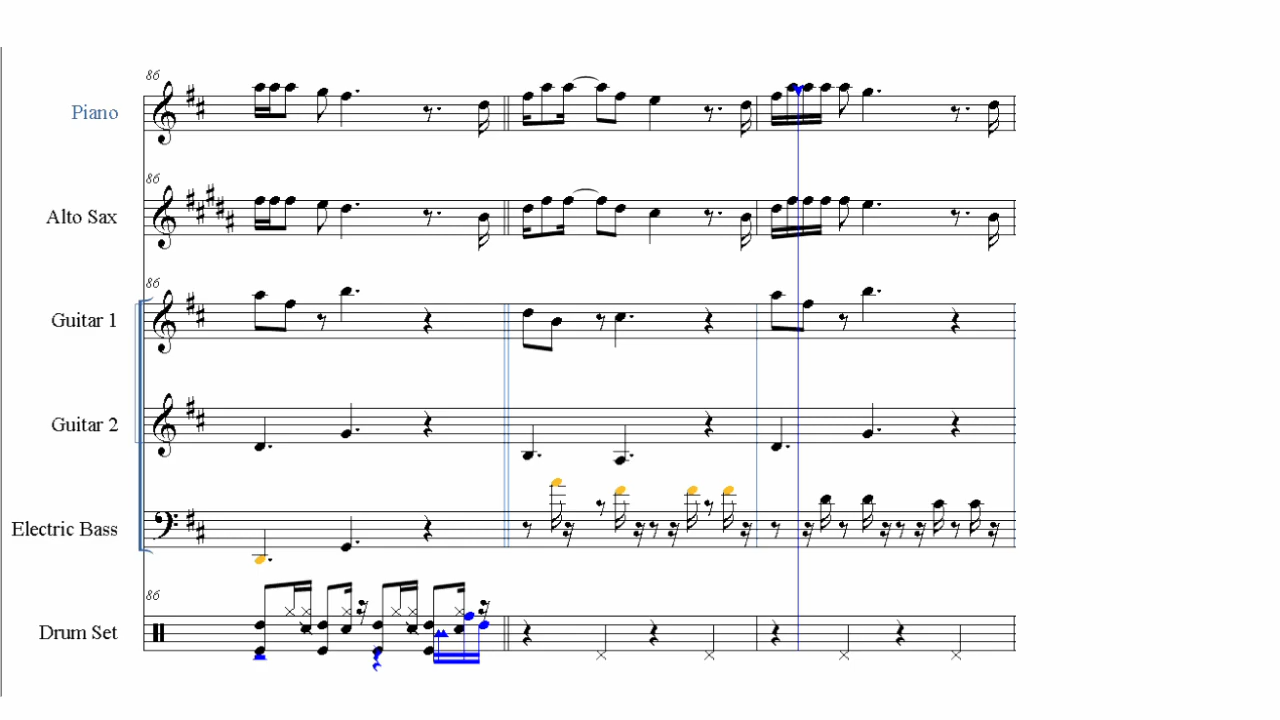 86
Piano
86
Alto Sax
86
Guitar 1
Guitar 2
Electric Bass
86
Drum Set